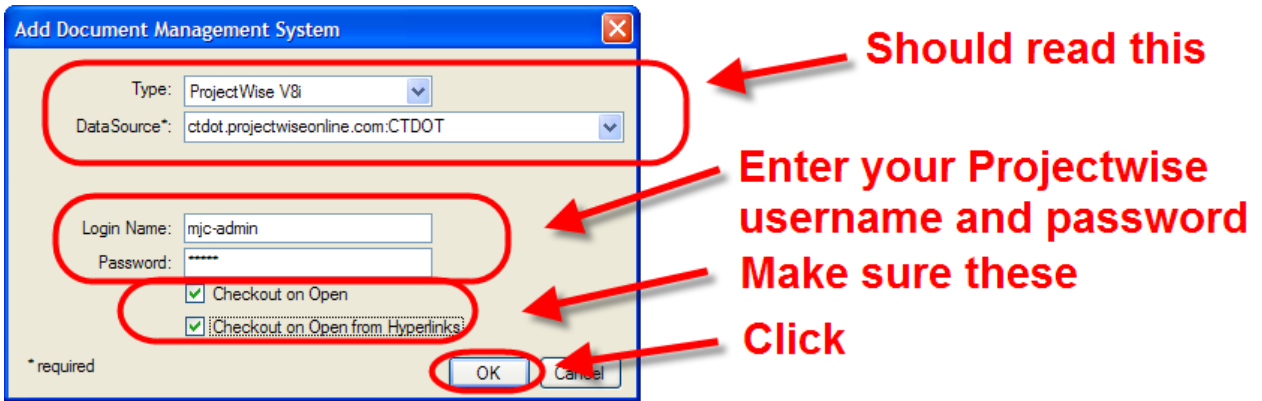 Add Document Management System
Should read this
Type: ProjectWise V8i
DataSource*: ctdot.projectwiseonline.com:CTDOT
Enter your Projectwise
username and password
Login Name: mjc-admin
Password: *****
Make sure these
Checkout on Open
Checkout on Open from Hyperlinks
Click
* required
OK Cancel